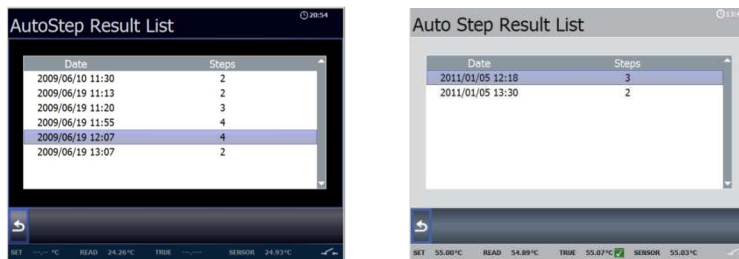 20:54
AutoStep Result List
Date Steps
2009/06/10 11:30 2
2009/06/19 11:13 2
2009/06/19 11:20 3
2009/06/19 11:55 4
2009/06/19 12:07 4
2009/06/19 13:07 2
SET ---.-- °C READ 24.26°C TRUE ---.---- SENSOR 24.93°C
Auto Step Result List
Date Steps
2011/01/05 12:18 3
2011/01/05 13:30 2
SET 55.00°C READ 54.89°C TRUE 55.07°C SENSOR 55.03°C